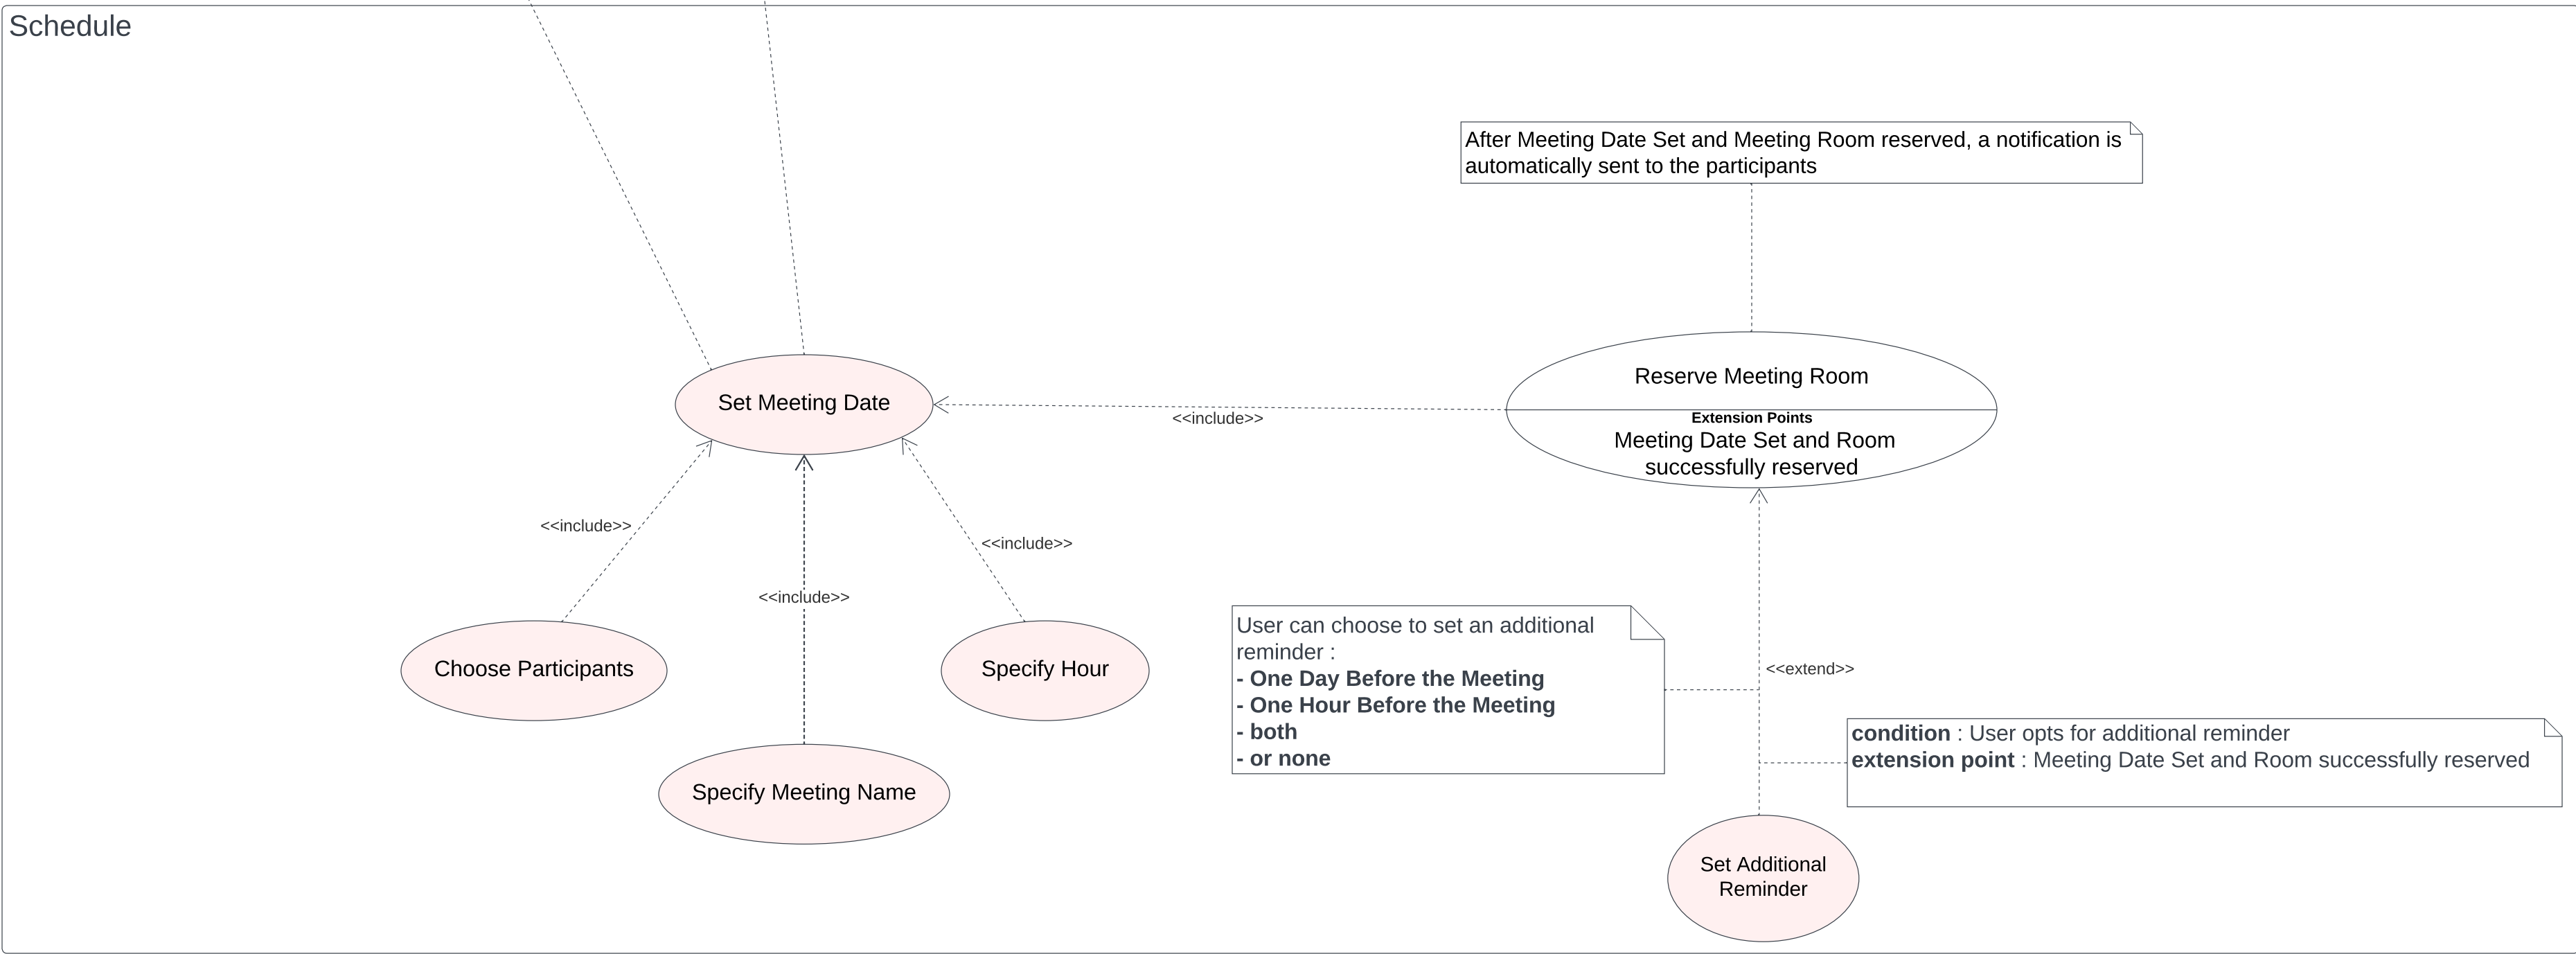 Schedule
After Meeting Date Set and Meeting Room reserved, a notification is
automatically sent to the participants
Set Meeting Date
<<include>>
Reserve Meeting Room
Extension Points
Meeting Date Set and Room
successfully reserved
<<include>>
<<include>>
<<include>>
Choose Participants
Specify Hour
Specify Meeting Name
User can choose to set an additional
reminder :
- One Day Before the Meeting
- One Hour Before the Meeting
- both
- or none
<<extend>>
condition : User opts for additional reminder
extension point : Meeting Date Set and Room successfully reserved
Set Additional
Reminder